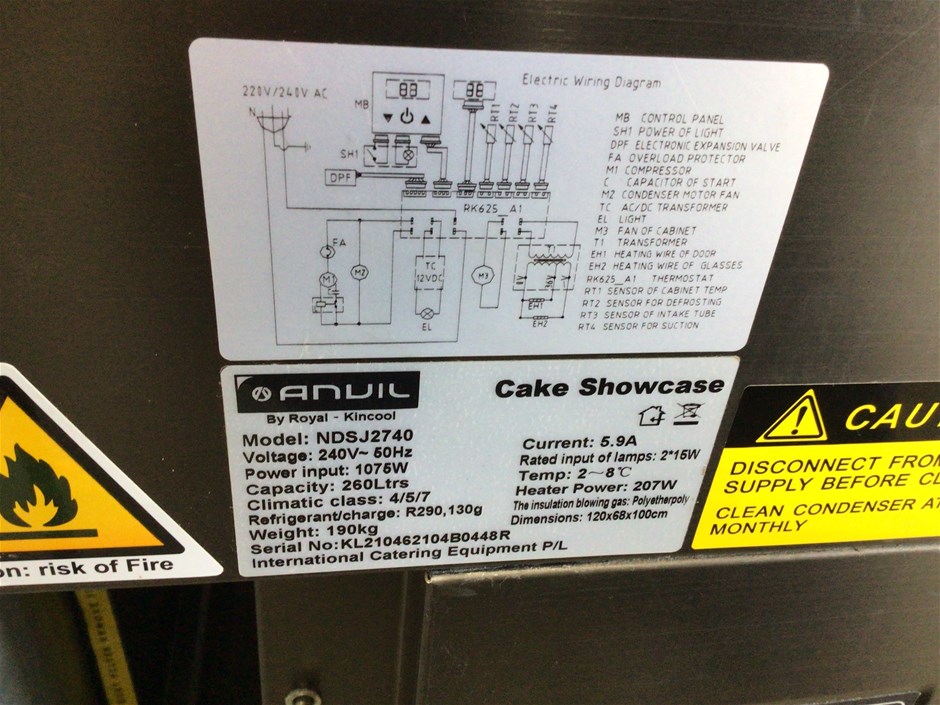 Electric Wiring Diagram
220V/240V AC
N
MB
SH1
DPF
RT1
RT2
RT3
RT4
RK625_A1
FA
M1
M2
TC
12VDC
EL
M3
EH1
EH2
MB CONTROL PANEL
SH1 POWER OF LIGHT
DPF ELECTRONIC EXPANSION VALVE
FA OVERLOAD PROTECTOR
M1 COMPRESSOR
C CAPACITOR OF START
M2 CONDENSER MOTOR FAN
TC AC/DC TRANSFORMER
EL LIGHT
M3 FAN OF CABINET
T1 TRANSFORMER
EH1 HEATING WIRE OF DOOR
EH2 HEATING WIRE OF GLASSES
RK625_A1 THERMOSTAT
RT1 SENSOR OF CABINET TEMP
RT2 SENSOR FOR DEFROSTING
RT3 SENSOR OF INTAKE TUBE
RT4 SENSOR FOR SUCTION
ANVIL
By Royal - Kincool
Cake Showcase
Model: NDSJ2740
Voltage: 240V~ 50Hz
Power input: 1075W
Capacity: 260Ltrs
Climatic class: 4/5/7
Refrigerant/charge: R290,130g
Weight: 190kg
Serial No: KL210462104B0448R
International Catering Equipment P/L
Current: 5.9A
Rated input of lamps: 2*15W
Temp: 2~8℃
Heater Power: 207W
The insulation blowing gas: Polyetherpoly
Dimensions: 120x68x100cm
on: risk of Fire
CAU
DISCONNECT FROM
SUPPLY BEFORE CL
CLEAN CONDENSER AT
MONTHLY